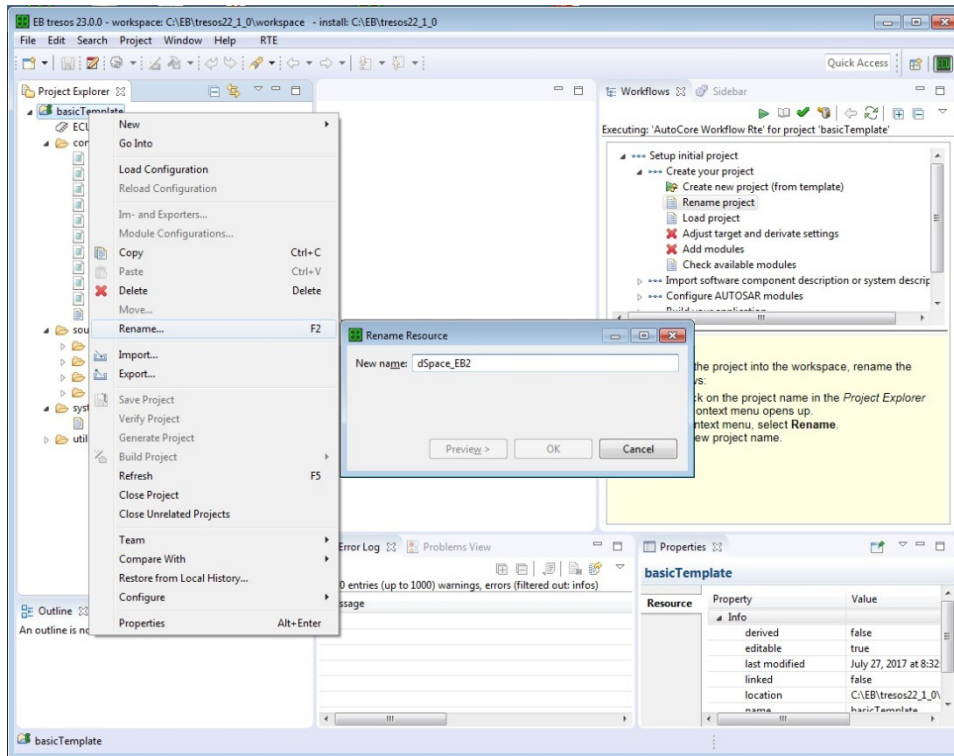 EB tresos 23.0.0 - workspace: C:\EB\tresos22_1_0\workspace - install: C:\EB\tresos22_1_0
File Edit Search Project Window Help RTE
Quick Access
Project Explorer
Workflows Sidebar
basicTemplate
Executing: 'AutoCore Workflow Rte' for project 'basicTemplate'
New
Go Into
Load Configuration
Reload Configuration
Im- and Exporters...
Module Configurations...
Copy Ctrl+C
Paste Ctrl+V
Delete Delete
Move...
Rename... F2
Import...
Export...
Save Project
Verify Project
Generate Project
Build Project
Refresh F5
Close Project
Close Unrelated Projects
Team
Compare With
Restore from Local History...
Configure
Properties Alt+Enter
Setup initial project
Create your project
Create new project (from template)
Rename project
Load project
Adjust target and derivate settings
Add modules
Check available modules
Import software component description or system descrip
Configure AUTOSAR modules
Build your application
Rename Resource
New name: dSpace_EB2
Preview > OK Cancel
the project into the workspace, rename the
vs:
k on the project name in the Project Explorer
ontext menu opens up.
ntext menu, select Rename.
ew project name.
Error Log Problems View
0 entries (up to 1000) warnings, errors (filtered out: infos)
ssage
Outline
An outline is no
Properties
basicTemplate
Resource
Property Value
Info
derived false
editable true
last modified July 27, 2017 at 8:32
linked false
location C:\EB\tresos22_1_0\
name basicTemplate
basicTemplate